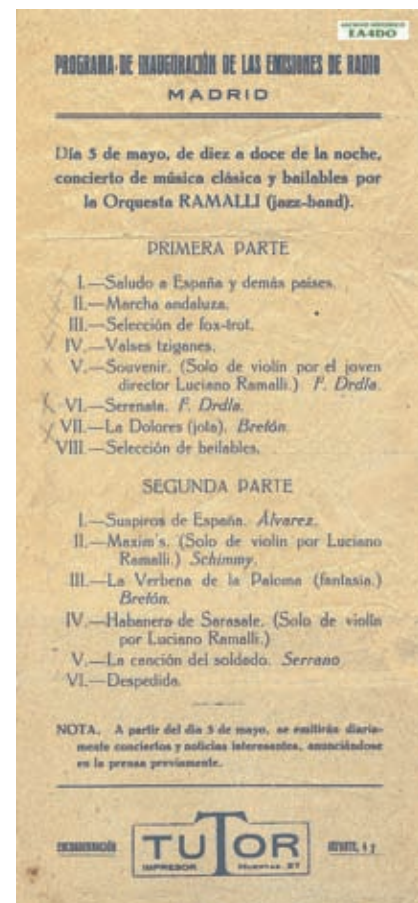 ARCHIVO HISTORICO
EA4DO
PROGRAMA DE INAUGURACIÓN DE LAS EMISIONES DE RADIO
MADRID
Día 5 de mayo, de diez a doce de la noche,
concierto de música clásica y bailables por
la Orquesta RAMALLI (jazz-band).
PRIMERA PARTE
I.—Saludo a España y demás países.
II.—Marcha andaluza.
III.—Selección de fox-trot.
IV.—Valses tziganes.
V.—Souvenir. (Solo de violín por el joven
director Luciano Ramalli.) F. Drdla.
VI.—Serenata. F. Drdla.
VII.—La Dolores (jota). Bretón.
VIII.—Selección de bailables.
SEGUNDA PARTE
I.—Suspiros de España. Álvarez.
II.—Maxim's. (Solo de violín por Luciano
Ramalli.) Schimmy.
III.—La Verbena de la Paloma (fantasía.)
Bretón.
IV.—Habanera de Sarasate. (Solo de violín
por Luciano Ramalli.)
V.—La canción del soldado. Serrano
VI.—Despedida.
NOTA. A partir del día 5 de mayo, se emitirán diaria-
mente conciertos y noticias interesantes, anunciándose
en la prensa previamente.
ENCUADERNACIÓN
TUTOR
IMPRESOR